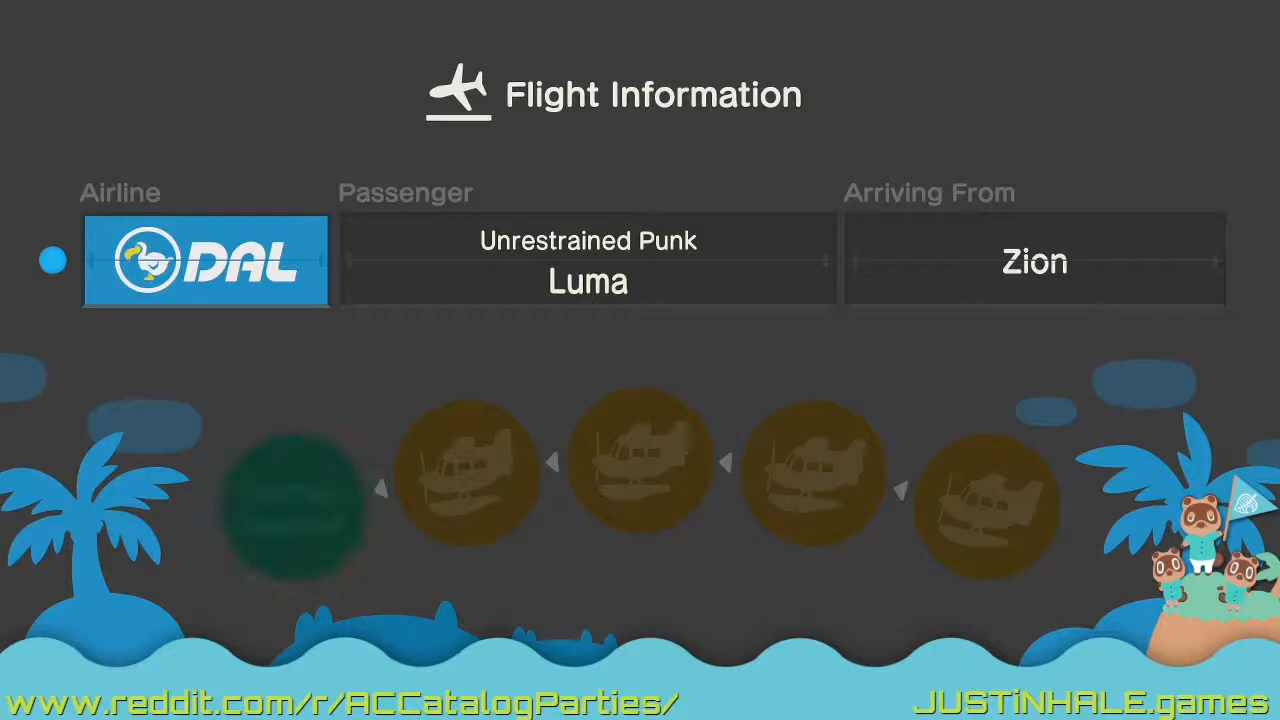 Flight Information
Airline
Passenger
Arriving From
DAL
Unrestrained Punk
Luma
Zion
www.reddit.com/r/ACCatalogParties/
JUSTiNHALE.games